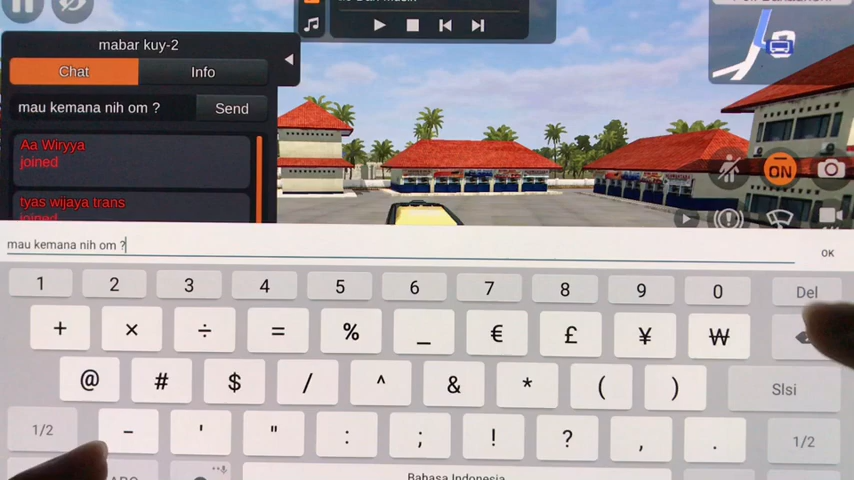 mabar kuy-2
Chat
Info
mau kemana nih om ?
Send
Aa Wiryya
joined
tyas wijaya trans
joined
ON
mau kemana nih om ?
OK
1 2 3 4 5 6 7 8 9 0 Del
+ × ÷ = % _ € £ ¥ ₩
@ # $ / ^ & * ( ) Slsi
1/2 - ' " : ; ! ? , . 1/2
ABC
Bahasa Indonesia